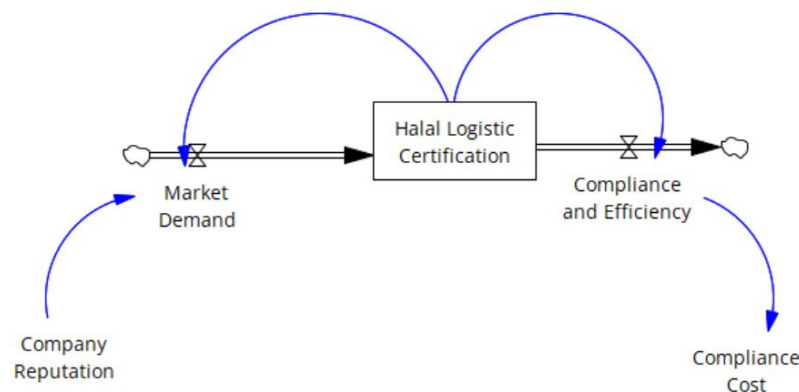 Halal Logistic
Certification
Market
Demand
Compliance
and Efficiency
Company
Reputation
Compliance
Cost